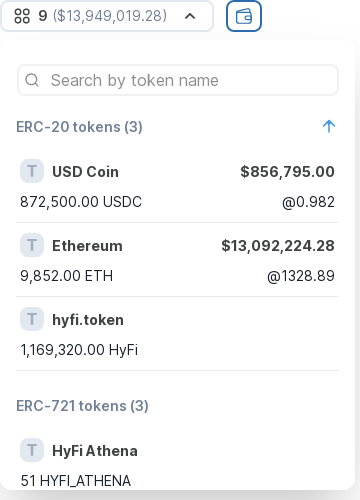 9 ($13,949,019.28)
Search by token name
ERC-20 tokens (3)
T USD Coin $856,795.00
872,500.00 USDC @0.982
T Ethereum $13,092,224.28
9,852.00 ETH @1328.89
T hyfi.token
1,169,320.00 HyFi
ERC-721 tokens (3)
T HyFi Athena
51 HYFI_ATHENA